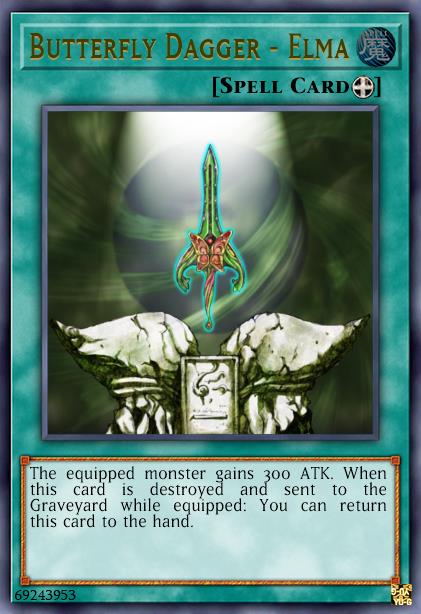 Butterfly Dagger - Elma
魔
[Spell Card]
The equipped monster gains 300 ATK. When
this card is destroyed and sent to the
Graveyard while equipped: You can return
this card to the hand.
69243953